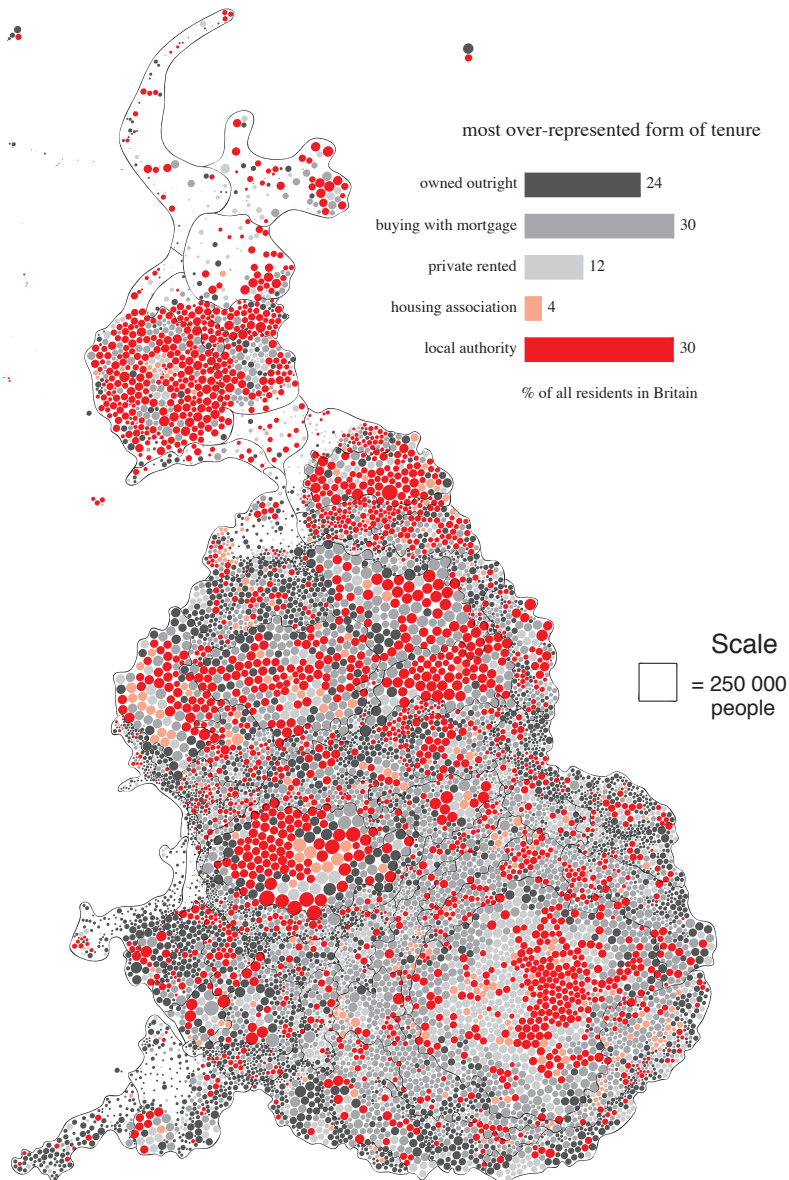 most over-represented form of tenure
owned outright 24
buying with mortgage 30
private rented 12
housing association 4
local authority 30
% of all residents in Britain
Scale
= 250 000
people